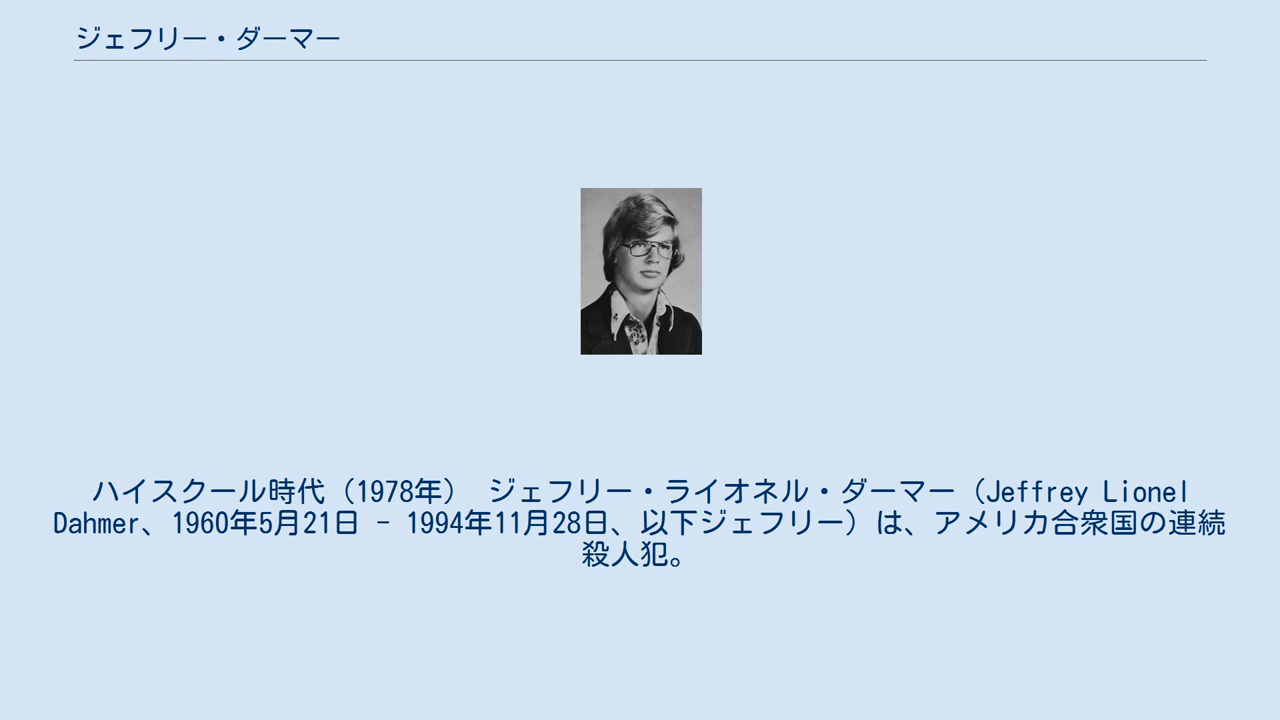 ジェフリー・ダーマー
ハイスクール時代（1978年） ジェフリー・ライオネル・ダーマー（Jeffrey Lionel
Dahmer、1960年5月21日 - 1994年11月28日、以下ジェフリー）は、アメリカ合衆国の連続
殺人犯。